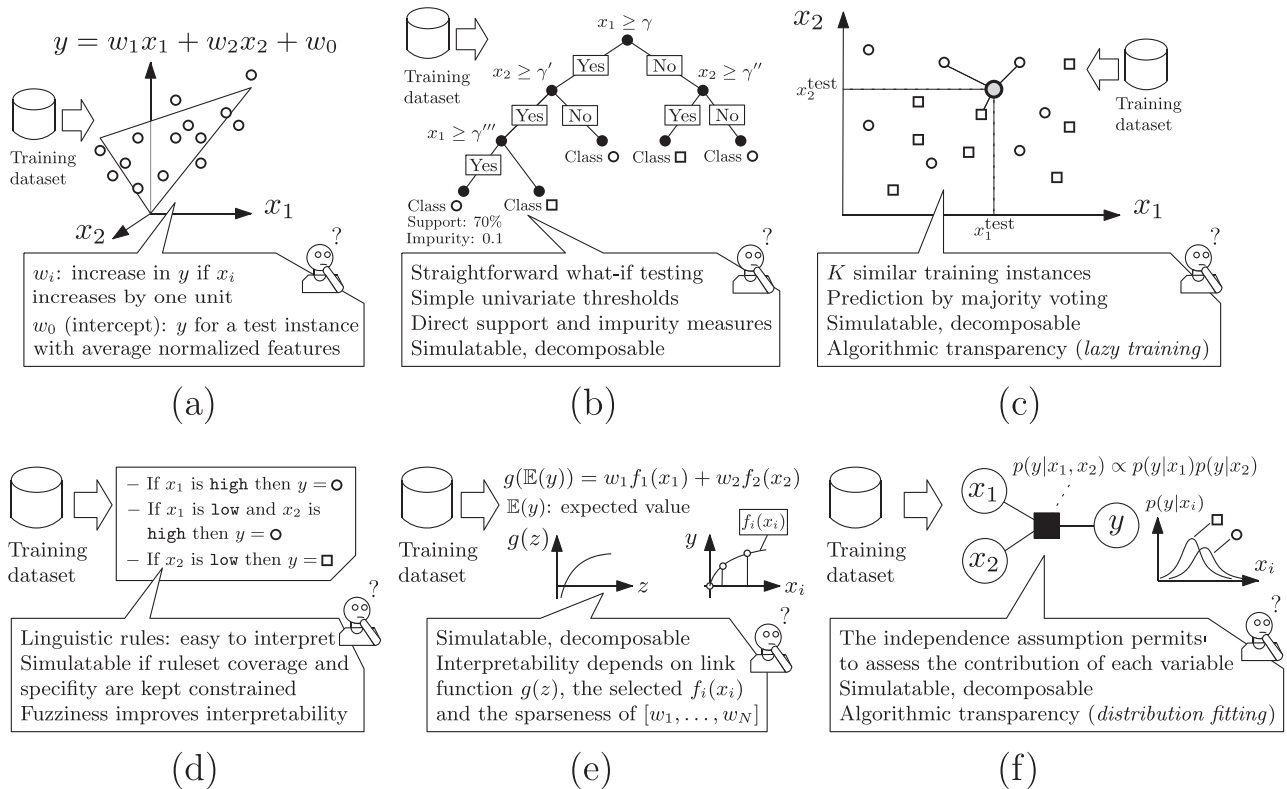 y = w₁x₁ + w₂x₂ + w₀
Training
dataset
x₁
x₂
?
wᵢ: increase in y if xᵢ
increases by one unit
w₀ (intercept): y for a test instance
with average normalized features
(a)
Training
dataset
x₁ ≥ γ
Yes
No
x₂ ≥ γ′
x₂ ≥ γ′′
Yes
No
Yes
No
x₁ ≥ γ′′′
Class
Class
Class
Yes
Class
Class
Support: 70%
Impurity: 0.1
?
Straightforward what-if testing
Simple univariate thresholds
Direct support and impurity measures
Simulatable, decomposable
(b)
x₂
x₂ᵗᵉˢᵗ
Training
dataset
x₁
x₁ᵗᵉˢᵗ
?
K similar training instances
Prediction by majority voting
Simulatable, decomposable
Algorithmic transparency (lazy training)
(c)
Training
dataset
– If x₁ is high then y =
– If x₁ is low and x₂ is
high then y =
– If x₂ is low then y =
?
Linguistic rules: easy to interpret
Simulatable if ruleset coverage and
specifity are kept constrained
Fuzziness improves interpretability
(d)
Training
dataset
g(𝔼(y)) = w₁f₁(x₁) + w₂f₂(x₂)
𝔼(y): expected value
g(z)
z
y
fᵢ(xᵢ)
xᵢ
?
Simulatable, decomposable
Interpretability depends on link
function g(z), the selected fᵢ(xᵢ)
and the sparseness of [w₁, . . . , w_N]
(e)
Training
dataset
p(y|x₁, x₂) ∝ p(y|x₁)p(y|x₂)
x₁
x₂
y
p(y|xᵢ)
xᵢ
?
The independence assumption permits
to assess the contribution of each variable
Simulatable, decomposable
Algorithmic transparency (distribution fitting)
(f)